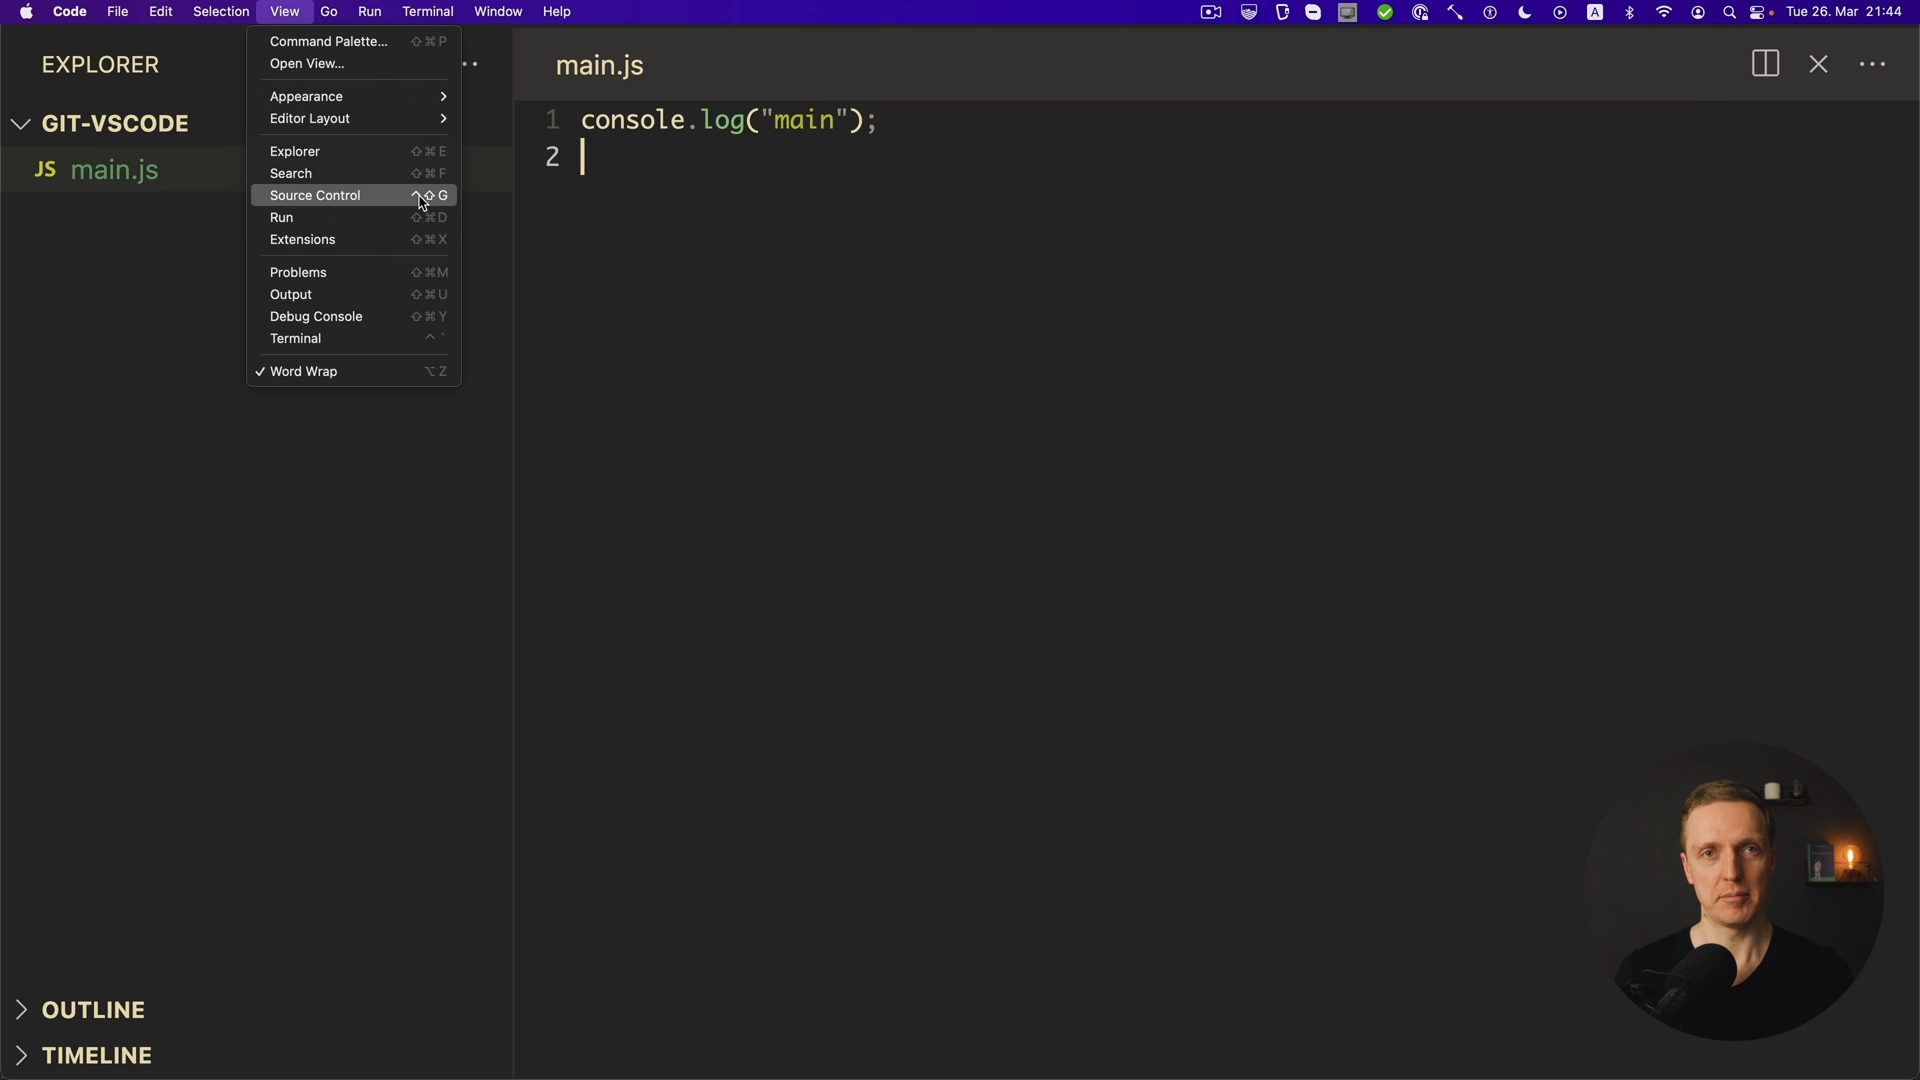 Code File Edit Selection View Go Run Terminal Window Help
A Tue 26. Mar 21:44
Command Palette... ⇧⌘P
Open View...
Appearance
Editor Layout
Explorer ⇧⌘E
Search ⇧⌘F
Source Control ^⇧G
Run ⇧⌘D
Extensions ⇧⌘X
Problems ⇧⌘M
Output ⇧⌘U
Debug Console ⇧⌘Y
Terminal ^`
✓ Word Wrap ⌥Z
EXPLORER
GIT-VSCODE
JS main.js
OUTLINE
TIMELINE
main.js
1 console.log("main");
2